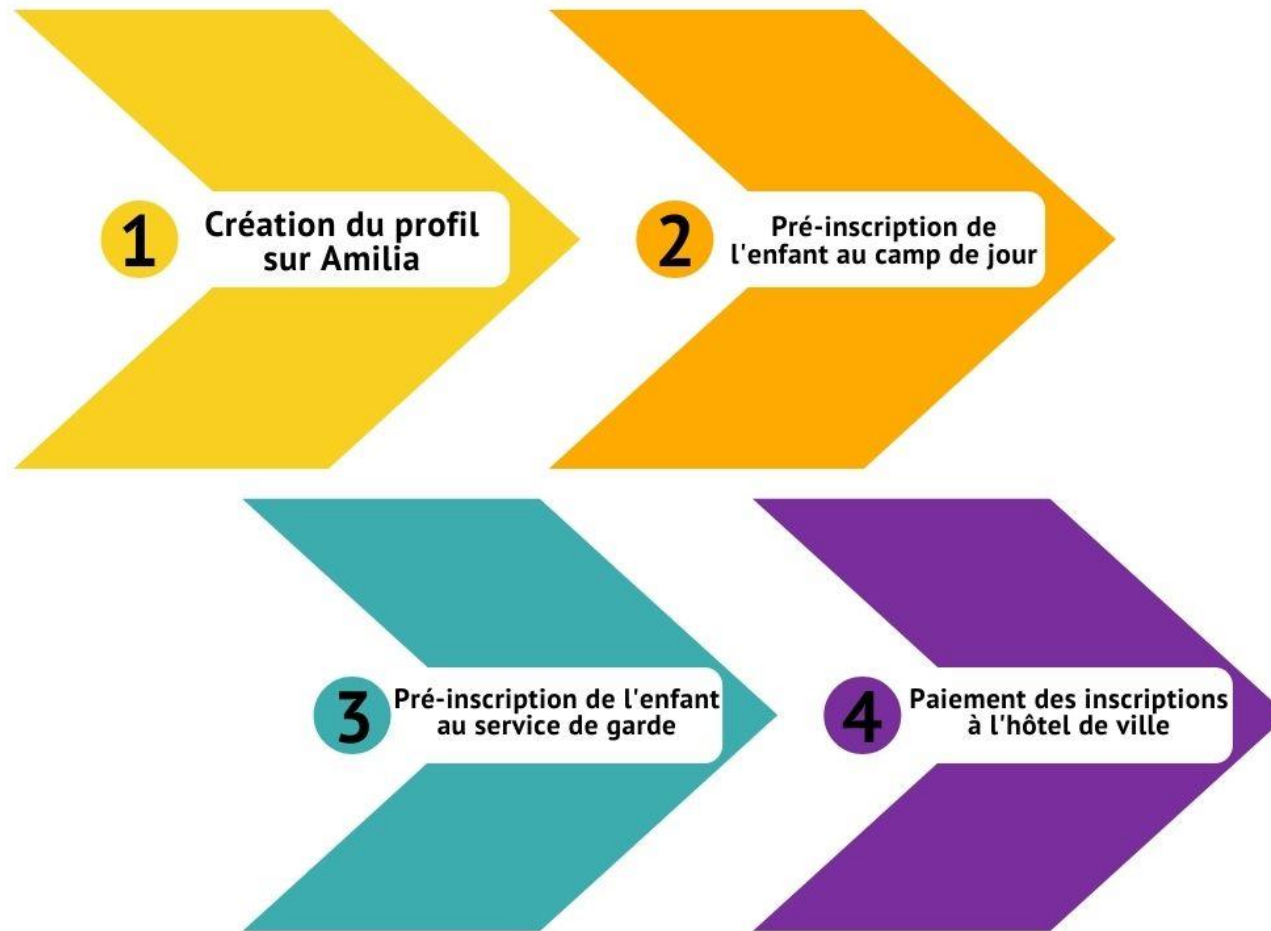 1
Création du profil
sur Amilia
2
Pré-inscription de
l'enfant au camp de jour
3
Pré-inscription de l'enfant
au service de garde
4
Paiement des inscriptions
à l'hôtel de ville